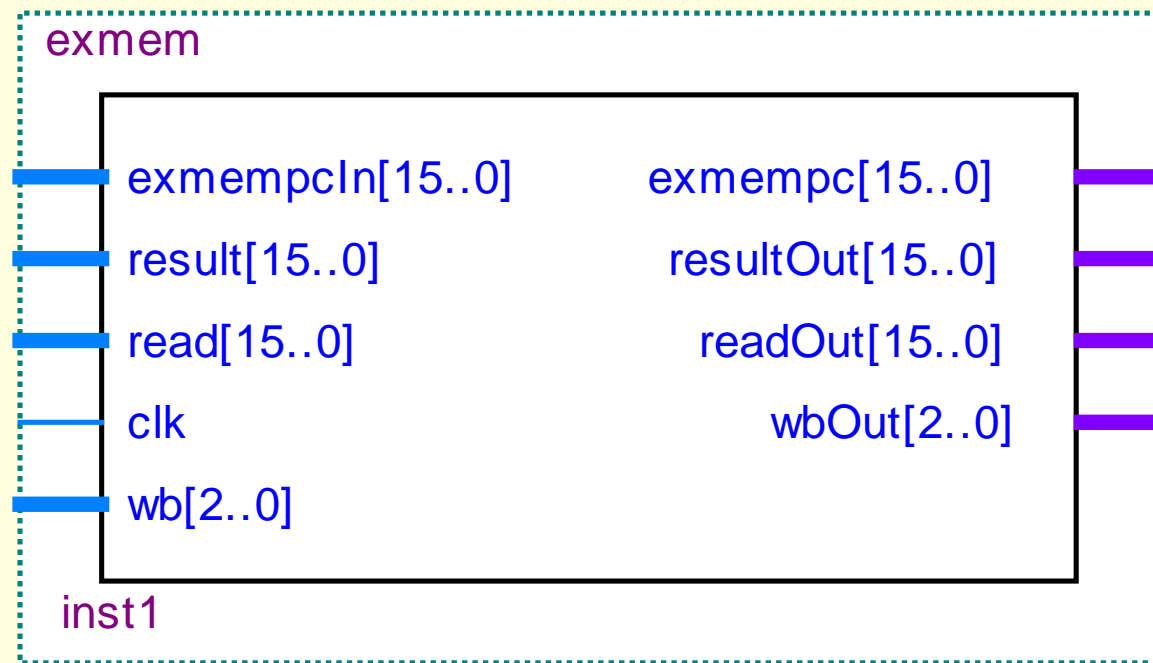 exmem
exmempcIn[15..0] exmempc[15..0]
result[15..0] resultOut[15..0]
read[15..0] readOut[15..0]
clk wbOut[2..0]
wb[2..0]
inst1